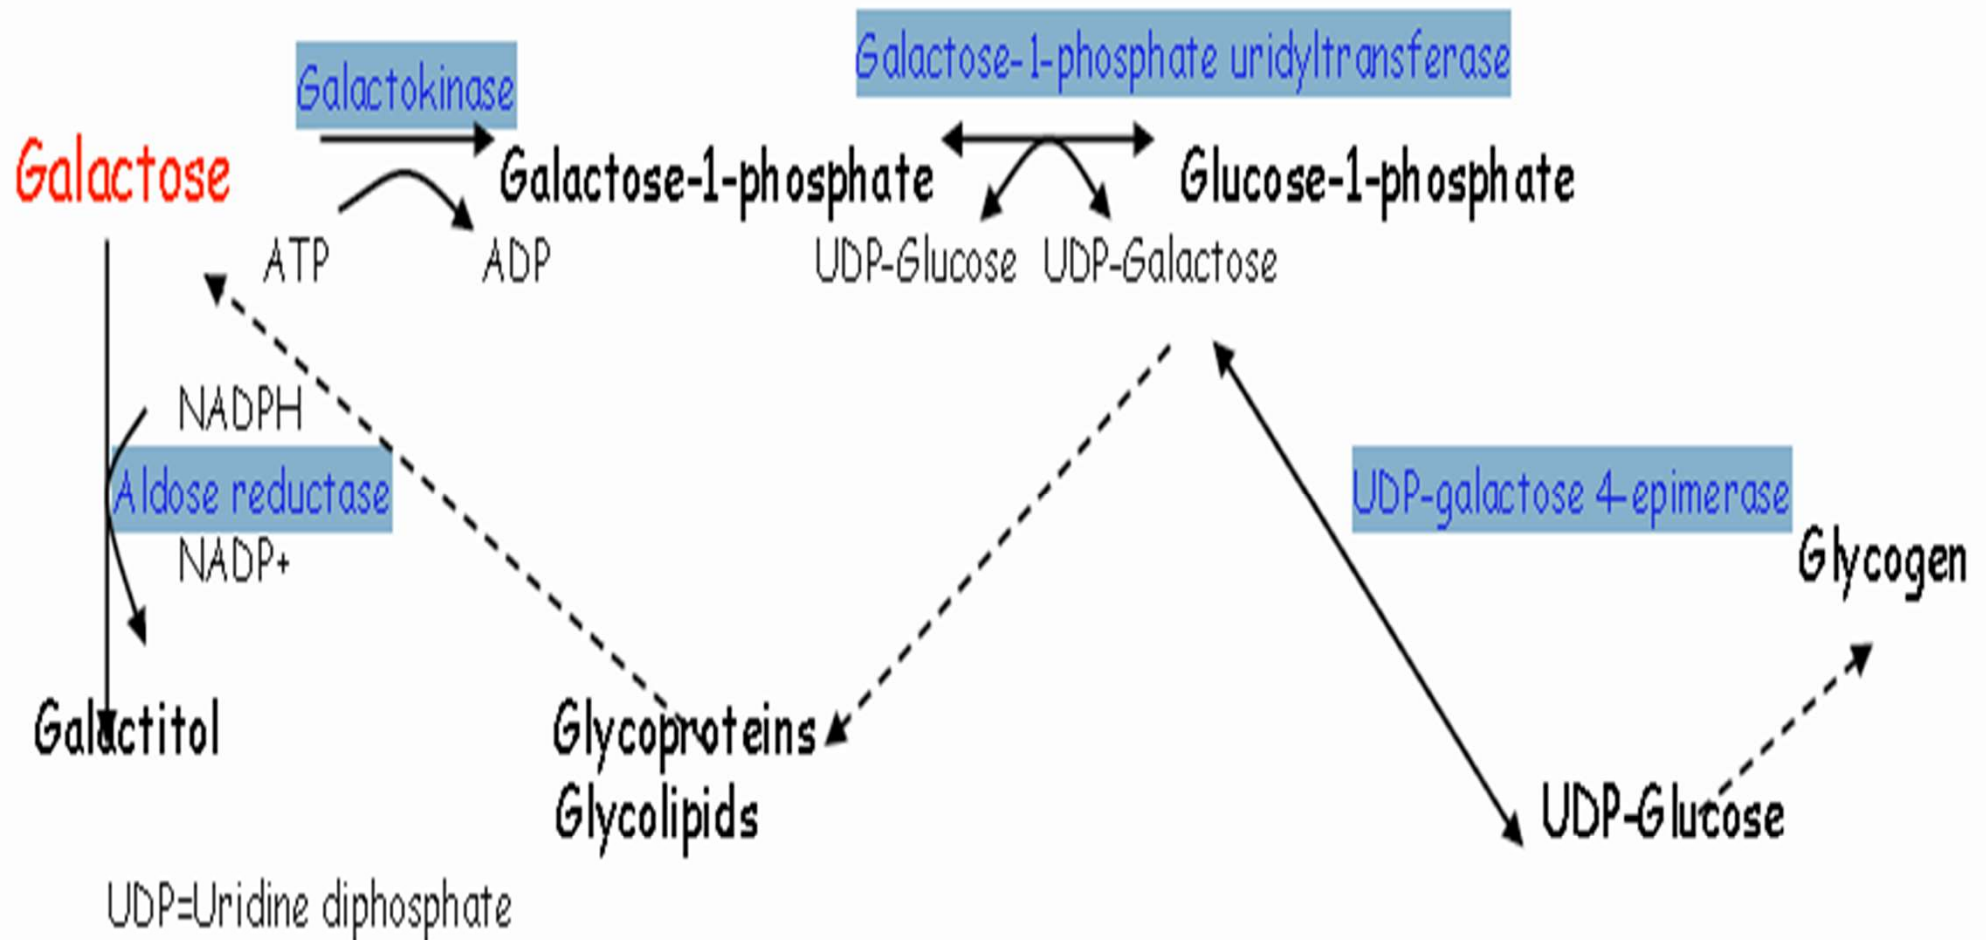 Galactokinase
Galactose-1-phosphate uridyltransferase
Galactose
Galactose-1-phosphate
Glucose-1-phosphate
ATP
ADP
UDP-Glucose
UDP-Galactose
NADPH
Aldose reductase
UDP-galactose 4-epimerase
NADP+
Glycogen
Galactitol
Glycoproteins
Glycolipids
UDP-Glucose
UDP=Uridine diphosphate